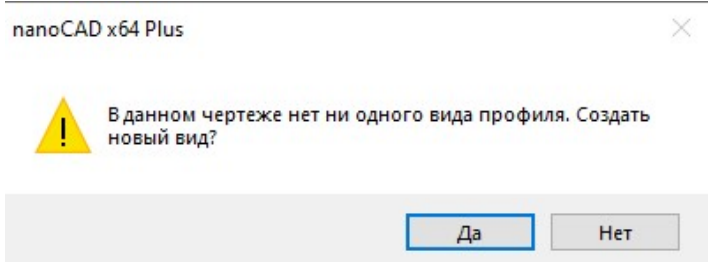 nanoCAD x64 Plus
В данном чертеже нет ни одного вида профиля. Создать
новый вид?
Да
Нет